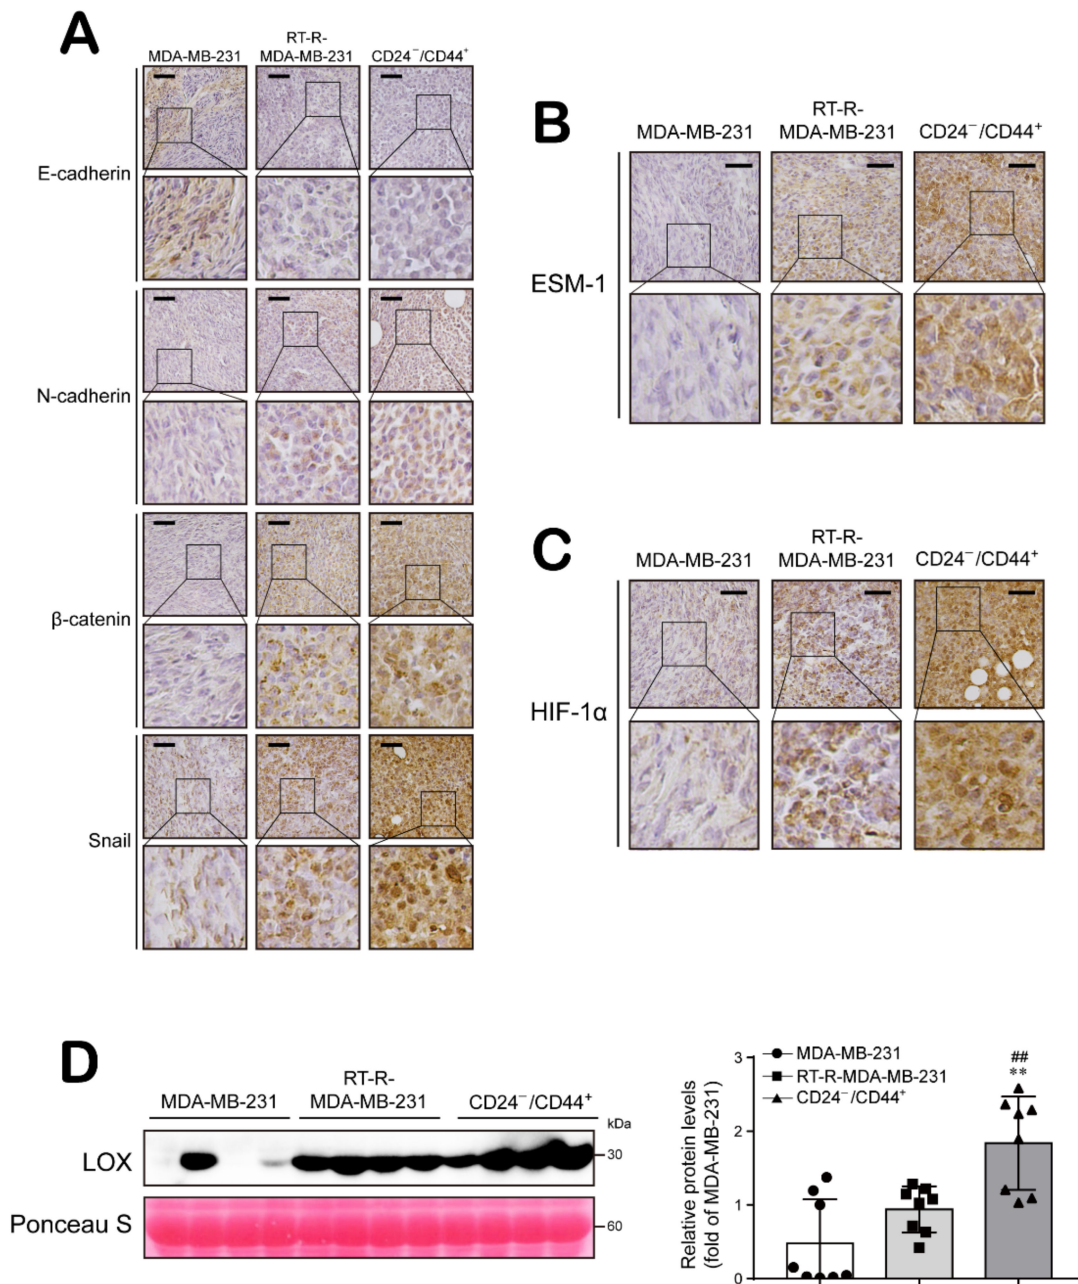 A
MDA-MB-231
RT-R-
MDA-MB-231
CD24⁻/CD44⁺
E-cadherin
N-cadherin
β-catenin
Snail
B
MDA-MB-231
RT-R-
MDA-MB-231
CD24⁻/CD44⁺
ESM-1
C
MDA-MB-231
RT-R-
MDA-MB-231
CD24⁻/CD44⁺
HIF-1α
D
MDA-MB-231
RT-R-
MDA-MB-231
CD24⁻/CD44⁺
kDa
LOX
30
Ponceau S
60
Relative protein levels
(fold of MDA-MB-231)
3
2
1
0
MDA-MB-231
RT-R-MDA-MB-231
CD24⁻/CD44⁺
##
**